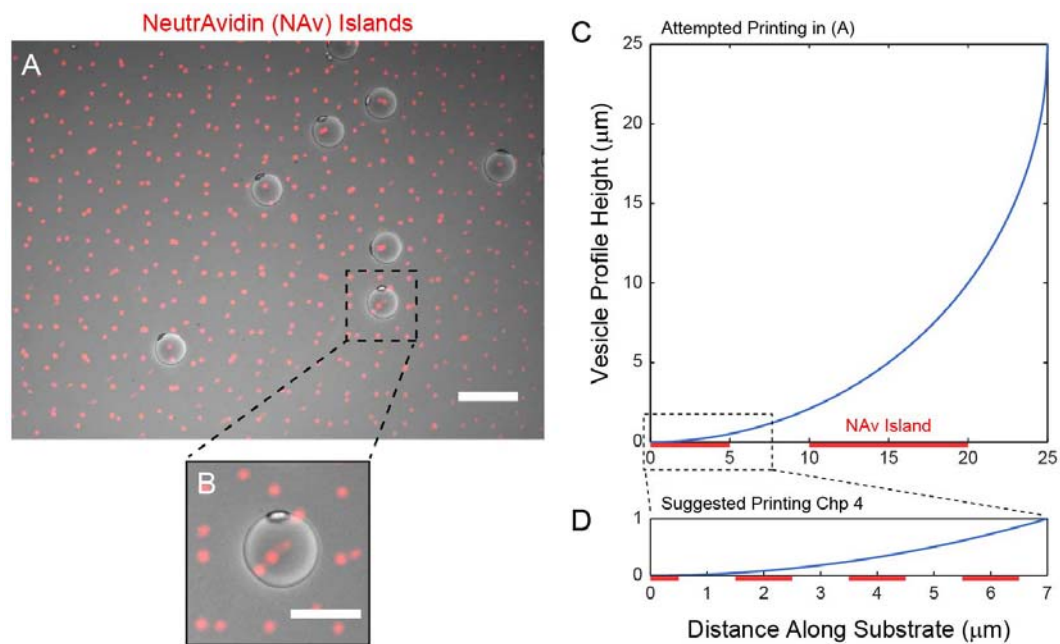 NeutrAvidin (NAv) Islands
A
B
C
Attempted Printing in (A)
Vesicle Profile Height (μm)
25
20
15
10
5
0
NAv Island
0 5 10 15 20 25
D
Suggested Printing Chp 4
1
0
0 1 2 3 4 5 6 7
Distance Along Substrate (μm)